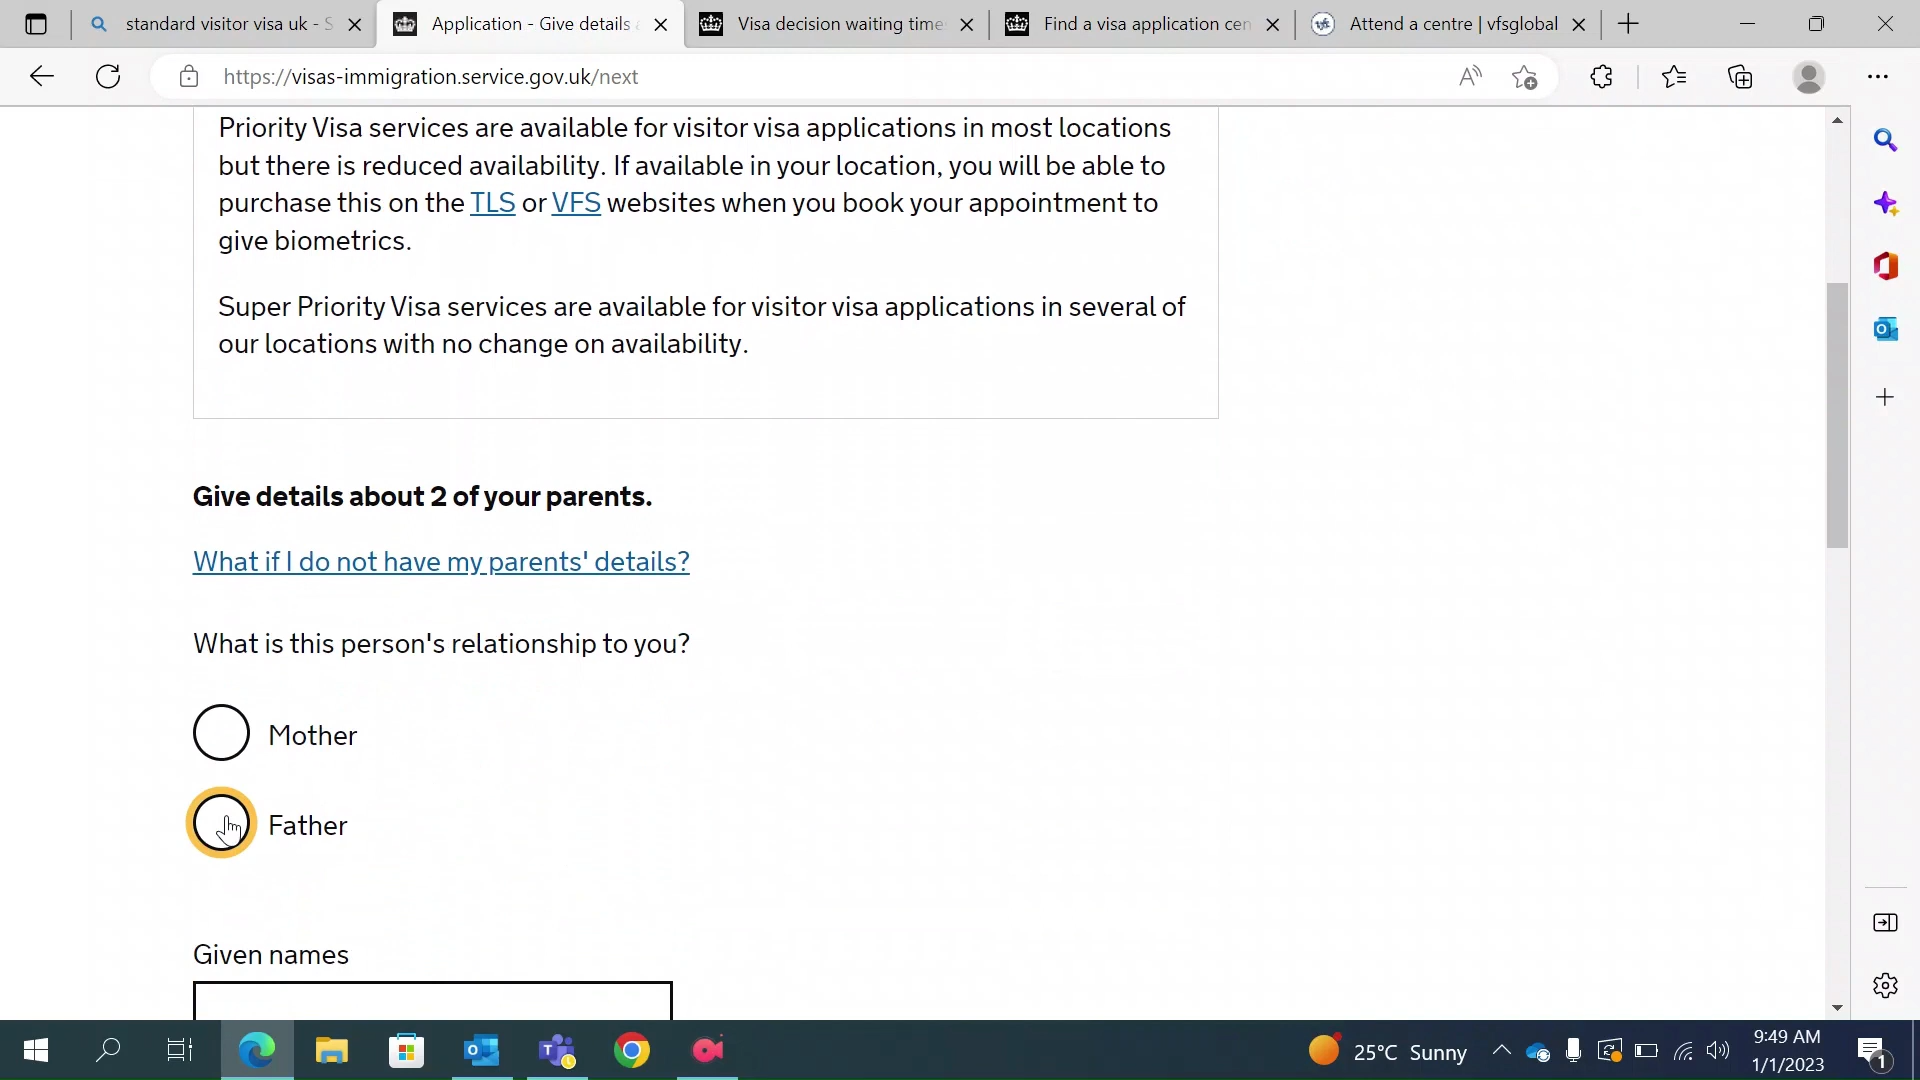 standard visitor visa uk - S
Application - Give details a
Visa decision waiting time
Find a visa application cen
Attend a centre | vfsglobal
https://visas-immigration.service.gov.uk/next
Priority Visa services are available for visitor visa applications in most locations
but there is reduced availability. If available in your location, you will be able to
purchase this on the TLS or VFS websites when you book your appointment to
give biometrics.
Super Priority Visa services are available for visitor visa applications in several of
our locations with no change on availability.
Give details about 2 of your parents.
What if I do not have my parents' details?
What is this person's relationship to you?
Mother
Father
Given names
25°C Sunny
9:49 AM
1/1/2023
1